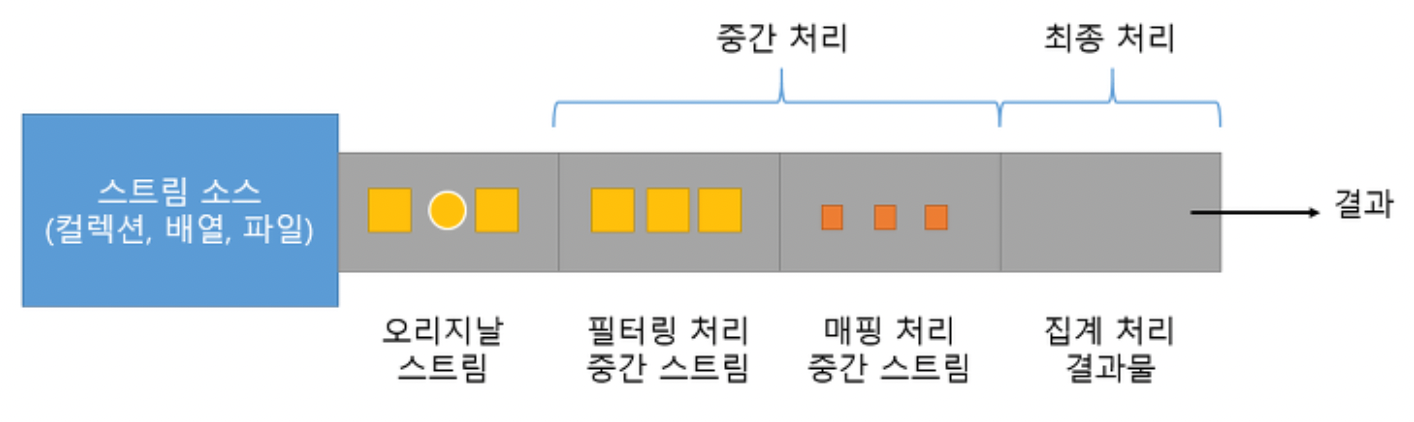 중간 처리
최종 처리
스트림 소스
(컬렉션, 배열, 파일)
결과
오리지날
스트림
필터링 처리
중간 스트림
매핑 처리
중간 스트림
집계 처리
결과물